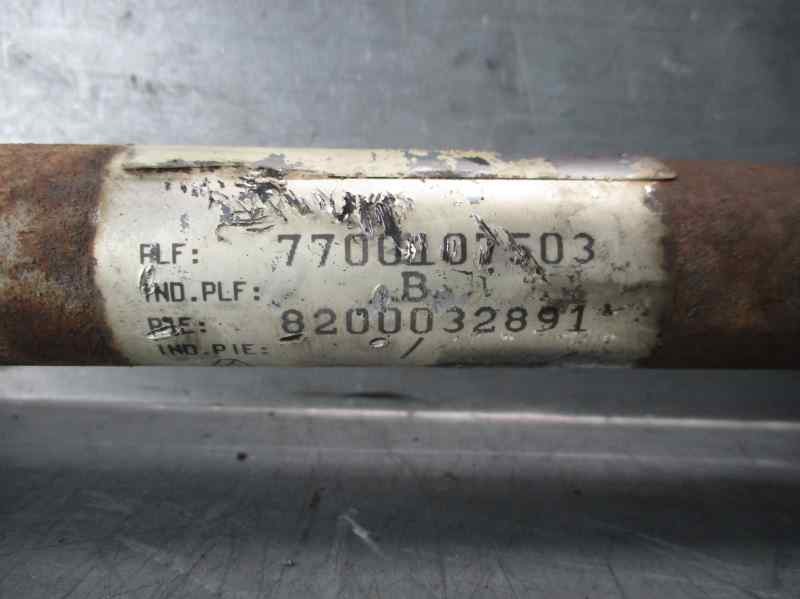 PLF: 7700107503
IND.PLF: B
PIE: 8200032891
IND.PIE: /